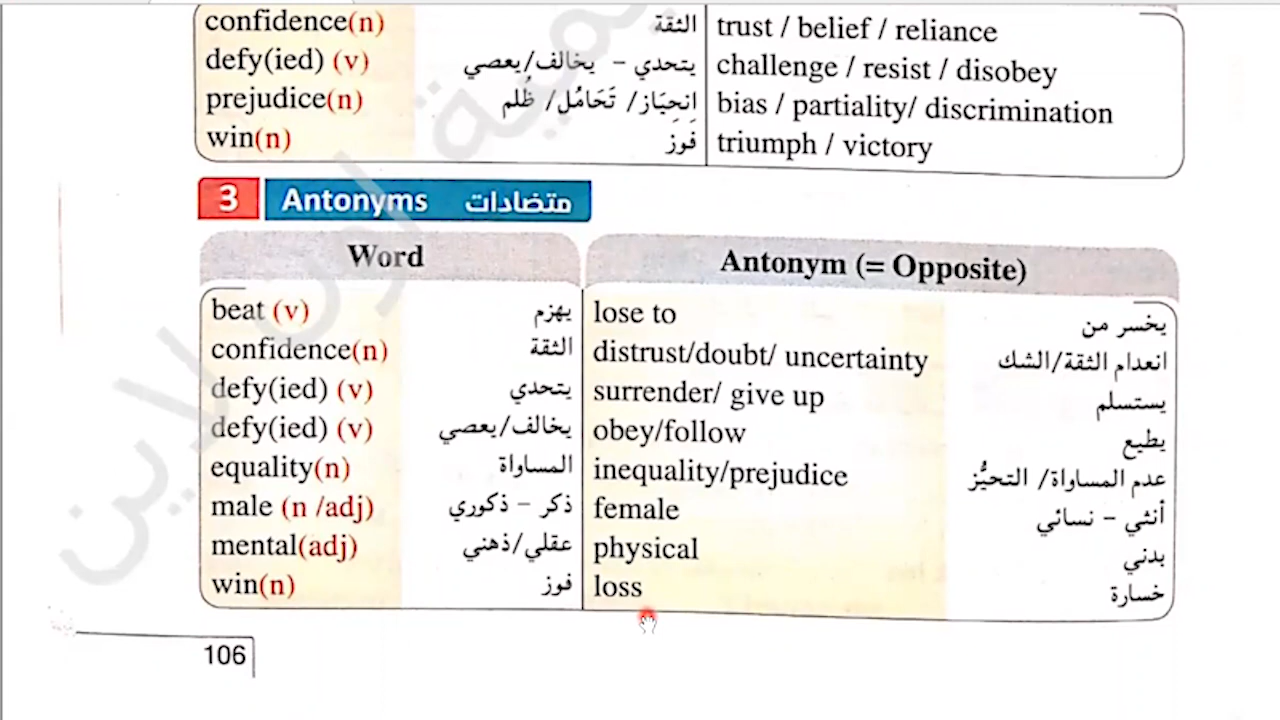 confidence(n) الثقة trust / belief / reliance
defy(ied) (v) يتحدي – يخالف/يعصي challenge / resist / disobey
prejudice(n) اِنحِيَاز/ تَحَامُل/ ظُلم bias / partiality/ discrimination
win(n) فَوز triumph / victory
3 Antonyms متضادات
Word Antonym (= Opposite)
beat (v) يهزم lose to يخسر من
confidence(n) الثقة distrust/doubt/ uncertainty انعدام الثقة/الشك
defy(ied) (v) يتحدي surrender/ give up يستسلم
defy(ied) (v) يخالف/يعصي obey/follow يطيع
equality(n) المساواة inequality/prejudice عدم المساواة/ التحيُّز
male (n /adj) ذكر – ذكوري female أنثي – نسائي
mental(adj) عقلي/ذهني physical بدني
win(n) فوز loss خسارة
106